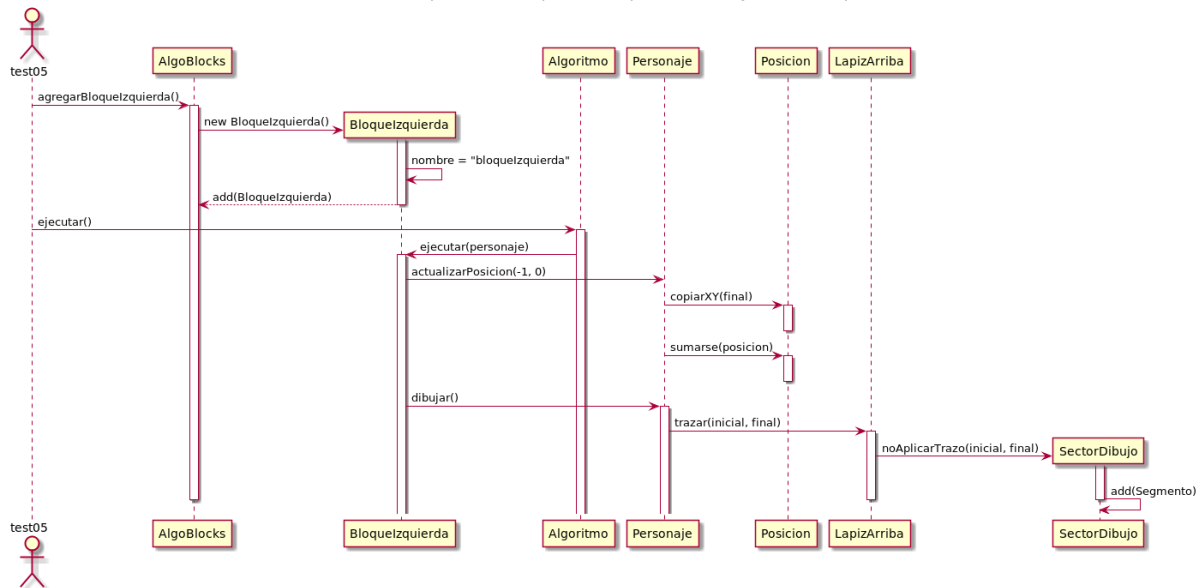 test05
AlgoBlocks
Algoritmo
Personaje
Posicion
LapizArriba
agregarBloqueIzquierda()
new BloqueIzquierda()
BloqueIzquierda
nombre = "bloqueIzquierda"
add(BloqueIzquierda)
ejecutar()
ejecutar(personaje)
actualizarPosicion(-1, 0)
copiarXY(final)
sumarse(posicion)
dibujar()
trazar(inicial, final)
noAplicarTrazo(inicial, final)
SectorDibujo
add(Segmento)
test05
AlgoBlocks
BloqueIzquierda
Algoritmo
Personaje
Posicion
LapizArriba
SectorDibujo